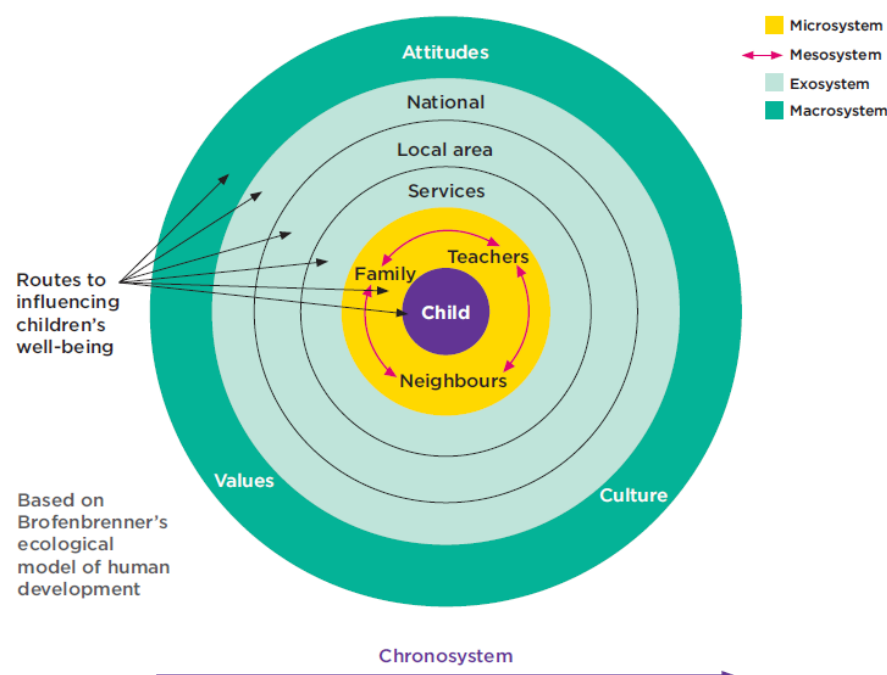 Attitudes
National
Local area
Services
Teachers
Family
Child
Neighbours
Values
Culture
Microsystem
Mesosystem
Exosystem
Macrosystem
Routes to
influencing
children’s
well-being
Based on
Brofenbrenner’s
ecological
model of human
development
Chronosystem